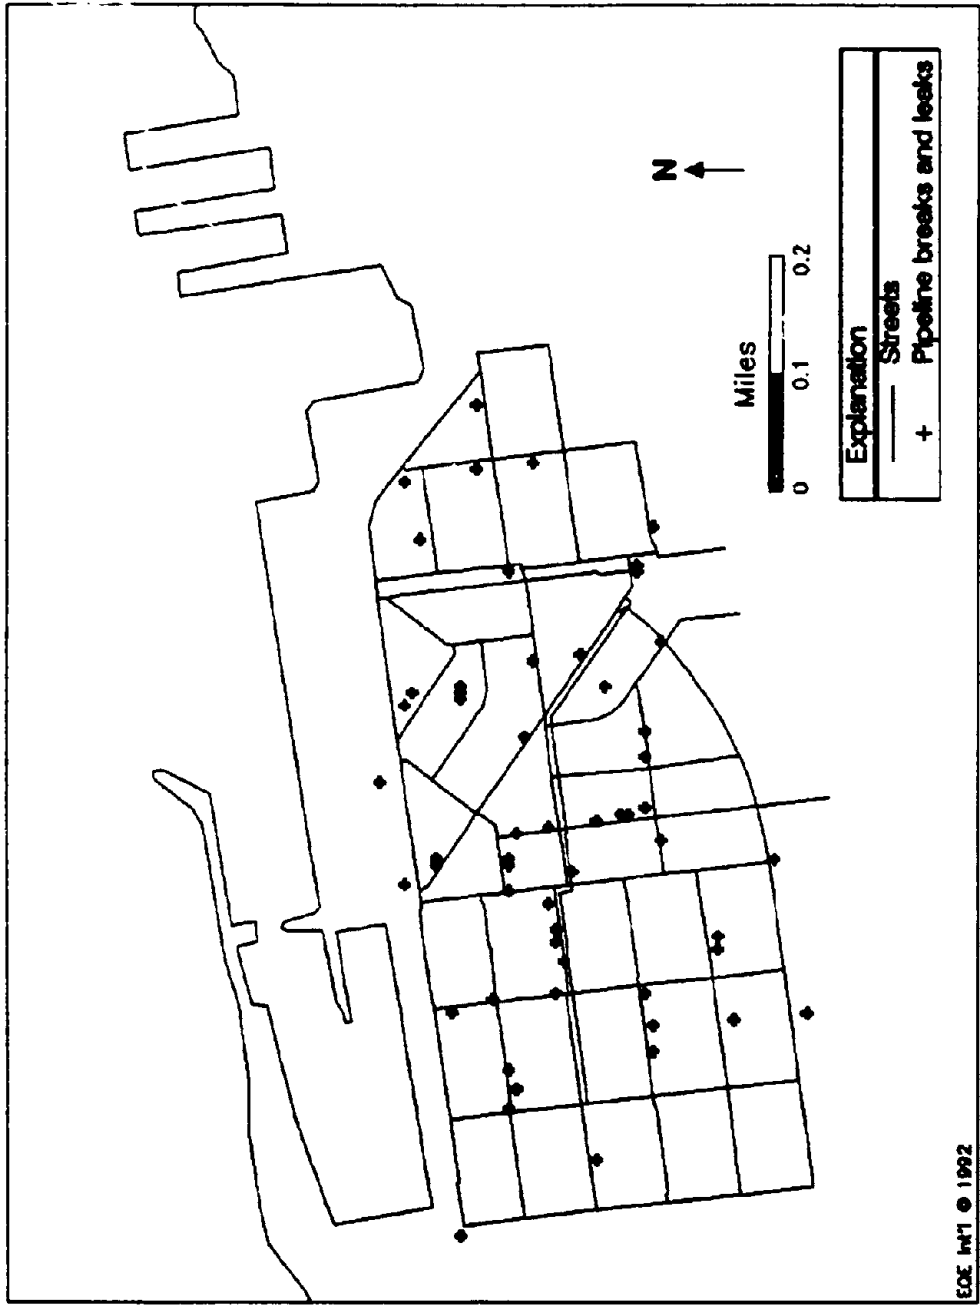 N
Miles
0 0.1 0.2
Explanation
Streets
+ Pipeline breaks and leaks
EQE Int'l © 1992